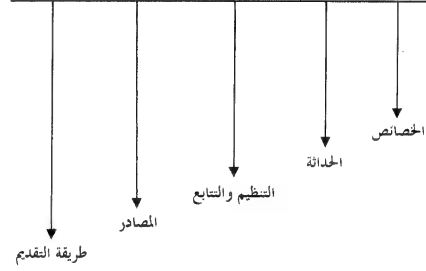 الخصائص
الحداثة
التنظيم والتتابع
المصادر
طريقة التقديم